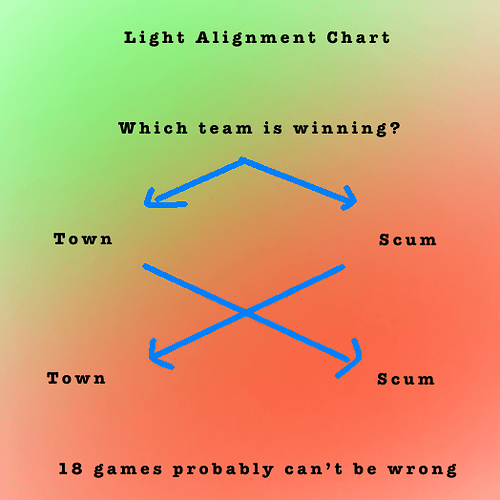 Light Alignment Chart
Which team is winning?
Town Scum
Town Scum
18 games probably can't be wrong